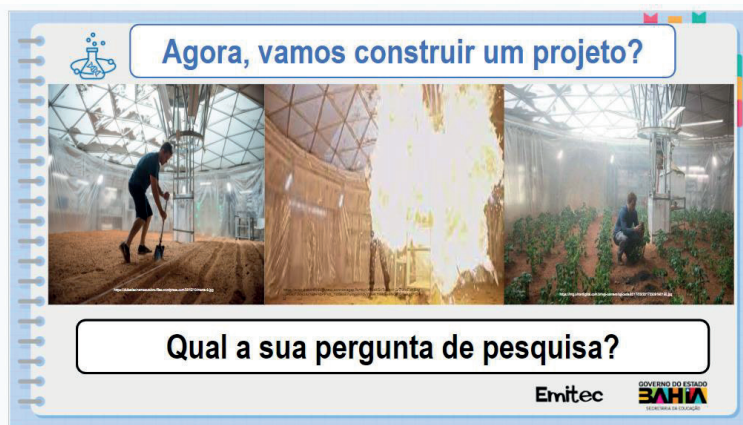 Agora, vamos construir um projeto?
Qual a sua pergunta de pesquisa?
Emitec
GOVERNO DO ESTADO
BAHIA
SECRETARIA DA EDUCAÇÃO